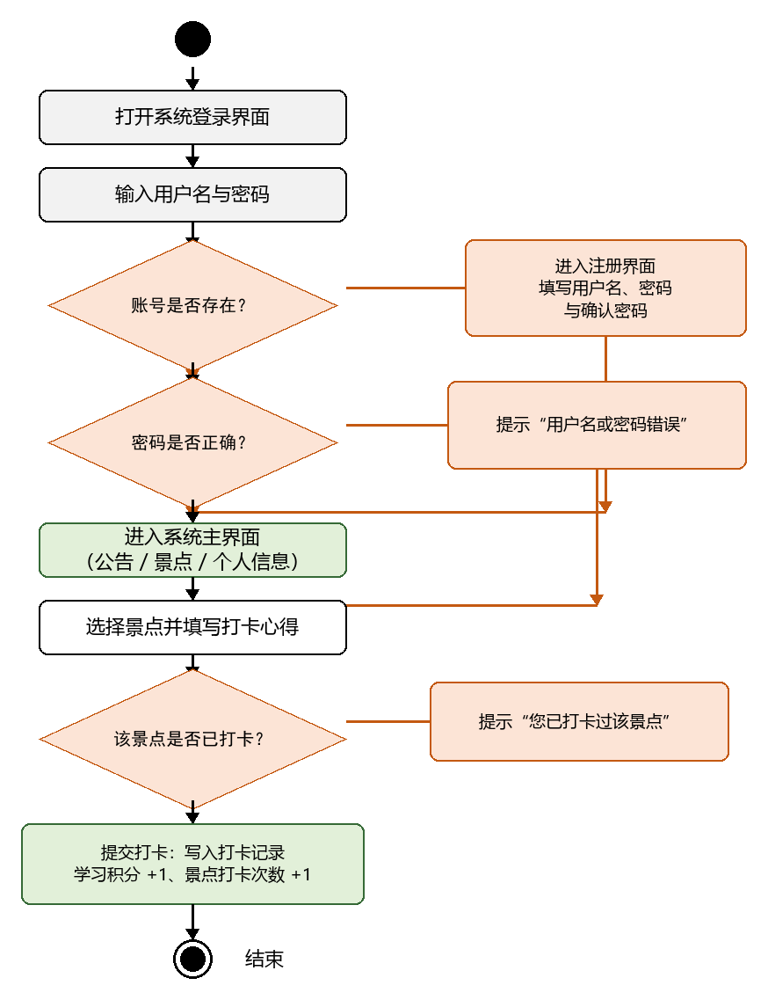 打开系统登录界面
输入用户名与密码
账号是否存在？
进入注册界面
填写用户名、密码
与确认密码
密码是否正确？
提示“用户名或密码错误”
进入系统主界面
（公告 / 景点 / 个人信息）
选择景点并填写打卡心得
该景点是否已打卡？
提示“您已打卡过该景点”
提交打卡：写入打卡记录
学习积分 +1、景点打卡次数 +1
结束